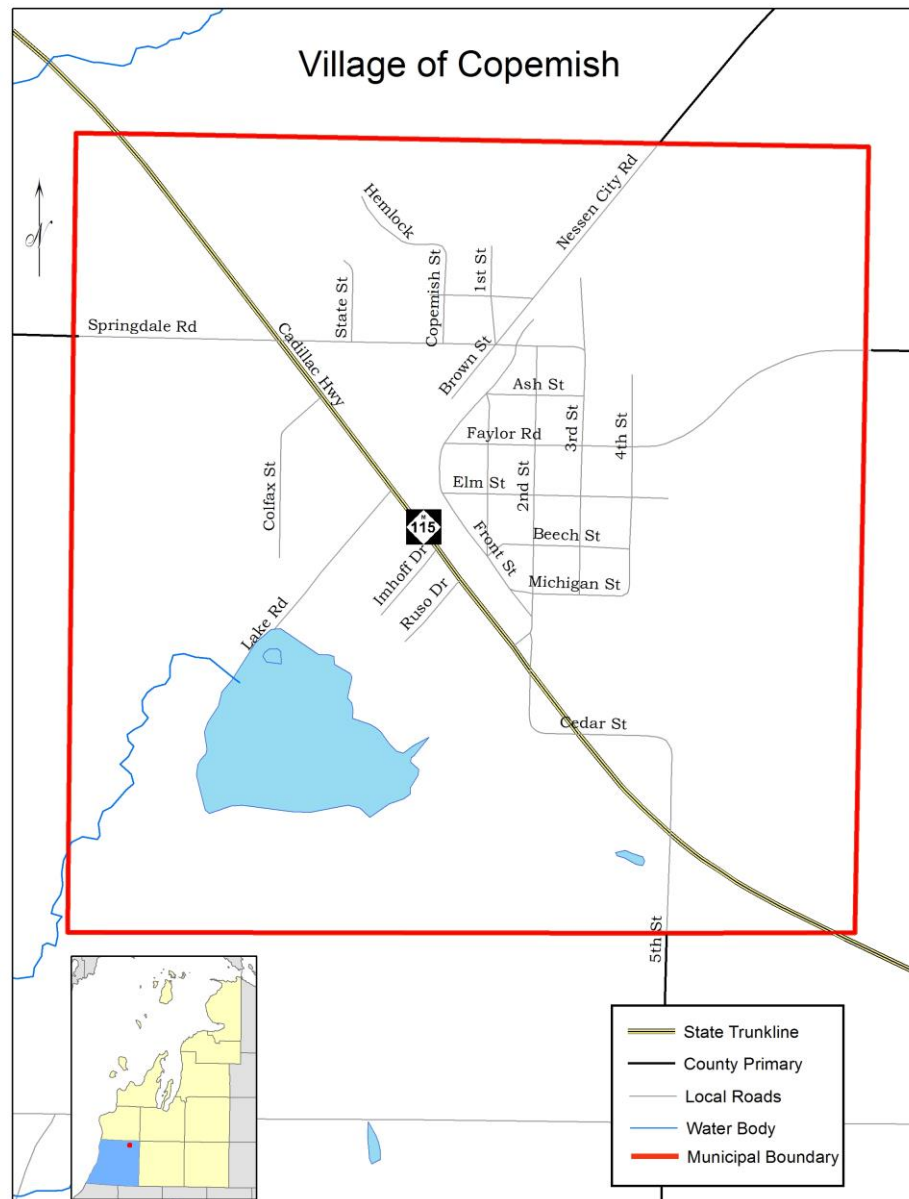 Village of Copemish
Nessen City Rd
Hemlock
Copemish St
1st St
State St
Springdale Rd
Cadillac Hwy
Brown St
Ash St
3rd St
4th St
Faylor Rd
2nd St
Elm St
Colfax St
M
115
Front St
Beech St
Imhoff Dr
Michigan St
Ruso Dr
Lake Rd
Cedar St
5th St
N
State Trunkline
County Primary
Local Roads
Water Body
Municipal Boundary